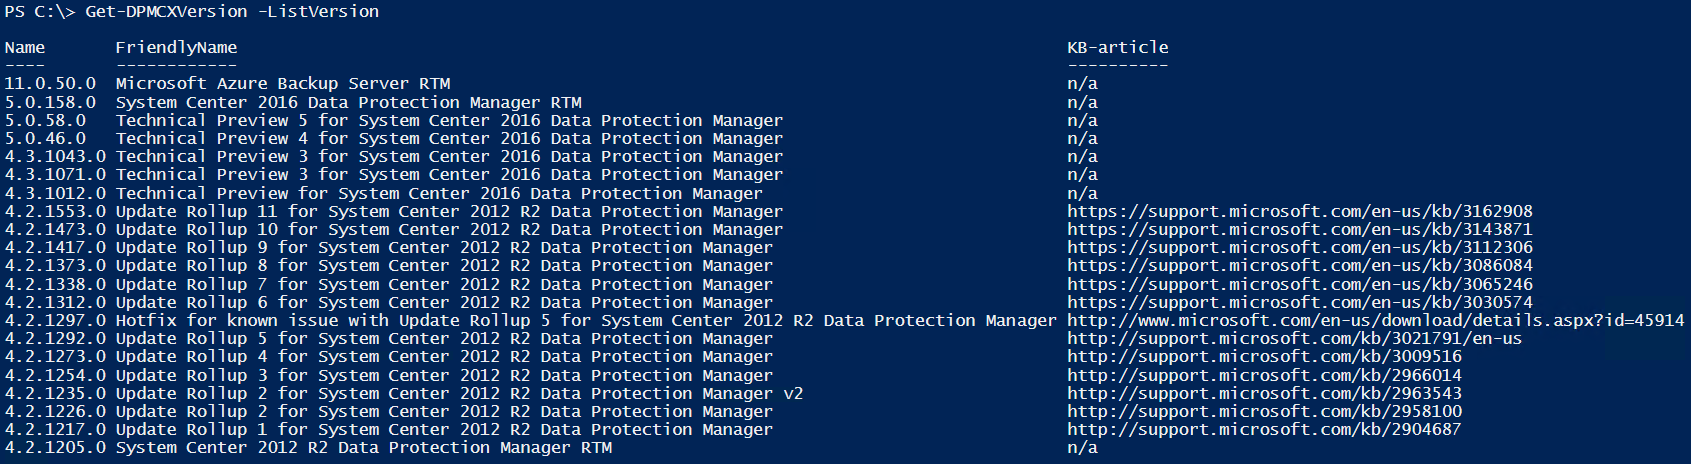 PS C:\> Get-DPMCXVersion -ListVersion
Name FriendlyName KB-article
---- ------------ ----------
11.0.50.0 Microsoft Azure Backup Server RTM n/a
5.0.158.0 System Center 2016 Data Protection Manager RTM n/a
5.0.58.0 Technical Preview 5 for System Center 2016 Data Protection Manager n/a
5.0.46.0 Technical Preview 4 for System Center 2016 Data Protection Manager n/a
4.3.1043.0 Technical Preview 3 for System Center 2016 Data Protection Manager n/a
4.3.1071.0 Technical Preview 3 for System Center 2016 Data Protection Manager n/a
4.3.1012.0 Technical Preview for System Center 2016 Data Protection Manager n/a
4.2.1553.0 Update Rollup 11 for System Center 2012 R2 Data Protection Manager https://support.microsoft.com/en-us/kb/3162908
4.2.1473.0 Update Rollup 10 for System Center 2012 R2 Data Protection Manager https://support.microsoft.com/en-us/kb/3143871
4.2.1417.0 Update Rollup 9 for System Center 2012 R2 Data Protection Manager https://support.microsoft.com/en-us/kb/3112306
4.2.1373.0 Update Rollup 8 for System Center 2012 R2 Data Protection Manager https://support.microsoft.com/en-us/kb/3086084
4.2.1338.0 Update Rollup 7 for System Center 2012 R2 Data Protection Manager https://support.microsoft.com/en-us/kb/3065246
4.2.1312.0 Update Rollup 6 for System Center 2012 R2 Data Protection Manager https://support.microsoft.com/en-us/kb/3030574
4.2.1297.0 Hotfix for known issue with Update Rollup 5 for System Center 2012 R2 Data Protection Manager http://www.microsoft.com/en-us/download/details.aspx?id=45914
4.2.1292.0 Update Rollup 5 for System Center 2012 R2 Data Protection Manager http://support.microsoft.com/kb/3021791/en-us
4.2.1273.0 Update Rollup 4 for System Center 2012 R2 Data Protection Manager http://support.microsoft.com/kb/3009516
4.2.1254.0 Update Rollup 3 for System Center 2012 R2 Data Protection Manager http://support.microsoft.com/kb/2966014
4.2.1235.0 Update Rollup 2 for System Center 2012 R2 Data Protection Manager v2 http://support.microsoft.com/kb/2963543
4.2.1226.0 Update Rollup 2 for System Center 2012 R2 Data Protection Manager http://support.microsoft.com/kb/2958100
4.2.1217.0 Update Rollup 1 for System Center 2012 R2 Data Protection Manager http://support.microsoft.com/kb/2904687
4.2.1205.0 System Center 2012 R2 Data Protection Manager RTM n/a